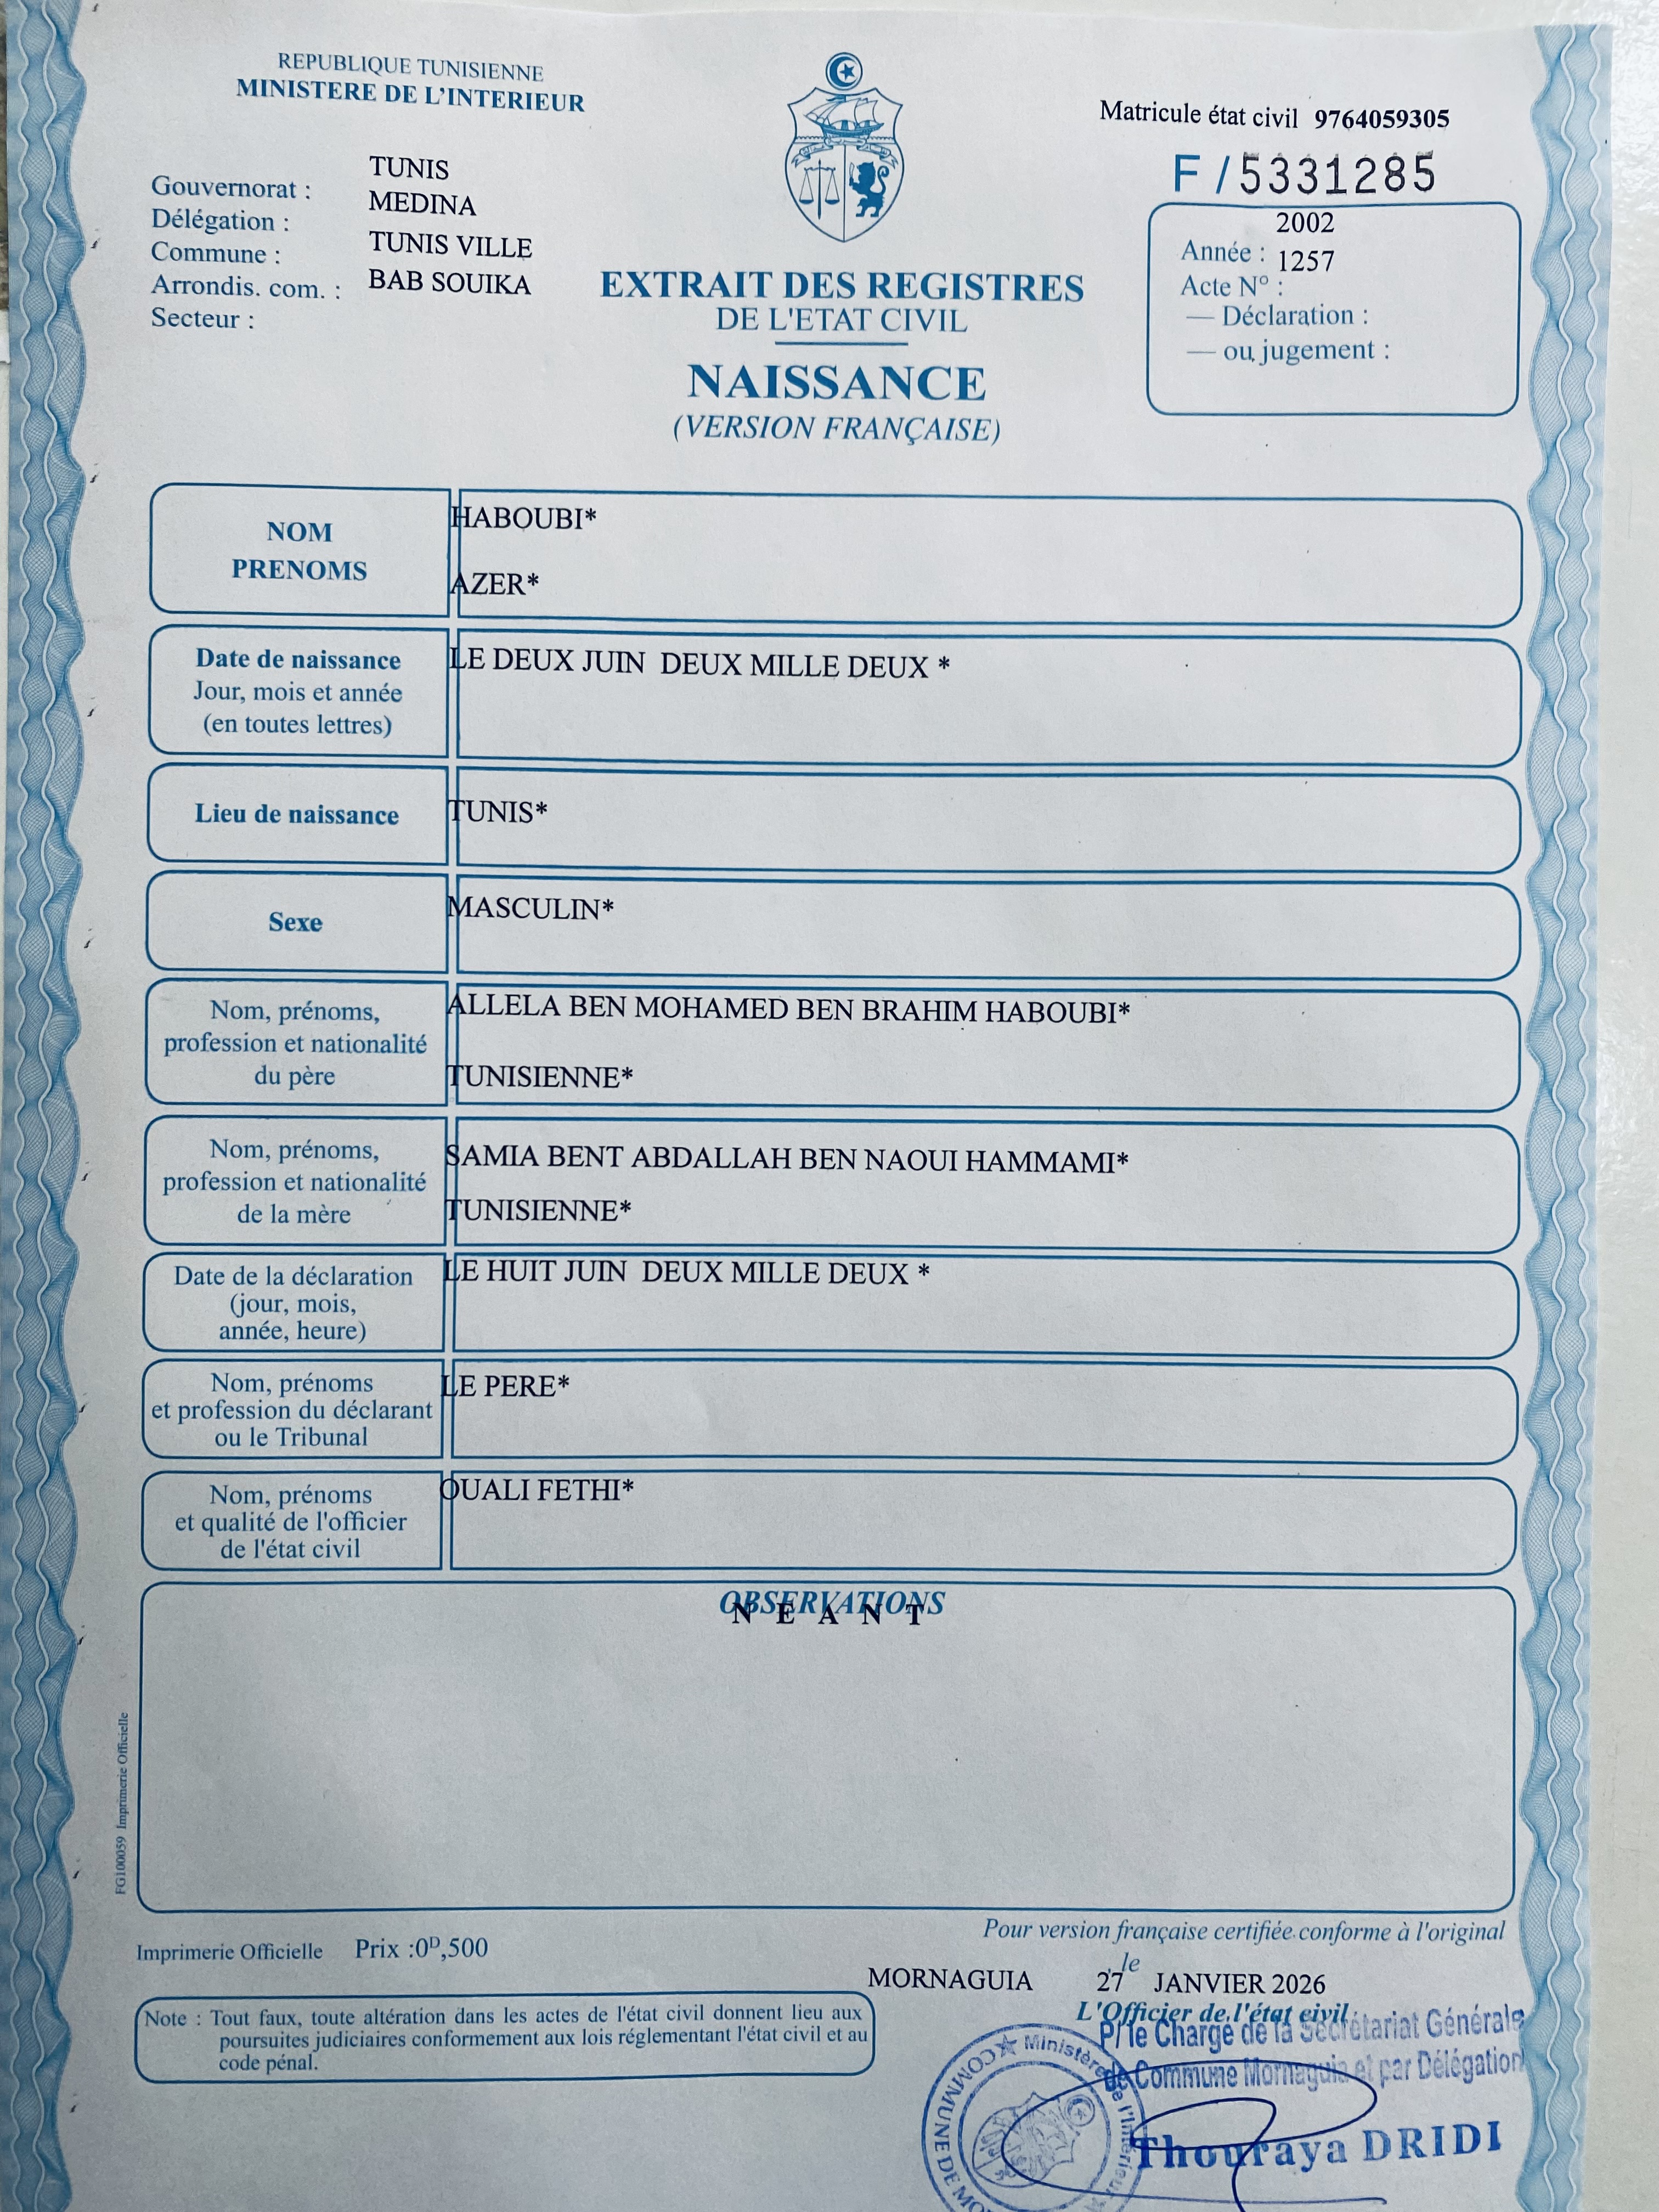 REPUBLIQUE TUNISIENNE
MINISTERE DE L'INTERIEUR
Matricule état civil 9764059305
F / 5331285
Gouvernorat : TUNIS
Délégation : MEDINA
Commune : TUNIS VILLE
Arrondis. com. : BAB SOUIKA
Secteur :
2002
Année :
1257
Acte N° :
— Déclaration :
— ou jugement :
EXTRAIT DES REGISTRES
DE L'ETAT CIVIL
NAISSANCE
(VERSION FRANÇAISE)
NOM
PRENOMS
HABOUBI*
AZER*
Date de naissance
Jour, mois et année
(en toutes lettres)
LE DEUX JUIN DEUX MILLE DEUX *
Lieu de naissance
TUNIS*
Sexe
MASCULIN*
Nom, prénoms,
profession et nationalité
du père
ALLELA BEN MOHAMED BEN BRAHIM HABOUBI*
TUNISIENNE*
Nom, prénoms,
profession et nationalité
de la mère
SAMIA BENT ABDALLAH BEN NAOUI HAMMAMI*
TUNISIENNE*
Date de la déclaration
(jour, mois,
année, heure)
LE HUIT JUIN DEUX MILLE DEUX *
Nom, prénoms
et profession du déclarant
ou le Tribunal
LE PERE*
Nom, prénoms
et qualité de l'officier
de l'état civil
OUALI FETHI*
OBSERVATIONS
N E A N T
FG100059 Imprimerie Officielle
Pour version française certifiée conforme à l'original
Imprimerie Officielle Prix :0D,500
le
MORNAGUIA 27 JANVIER 2026
L'Officier de l'état civil
Note : Tout faux, toute altération dans les actes de l'état civil donnent lieu aux
poursuites judiciaires conformement aux lois réglementant l'état civil et au
code pénal.
P/ le Chargé de la Secrétariat Générale
de Commune Mornaguia et par Délégation
Thouraya DRIDI
Ministère de l'Intérieur
COMMUNE DE